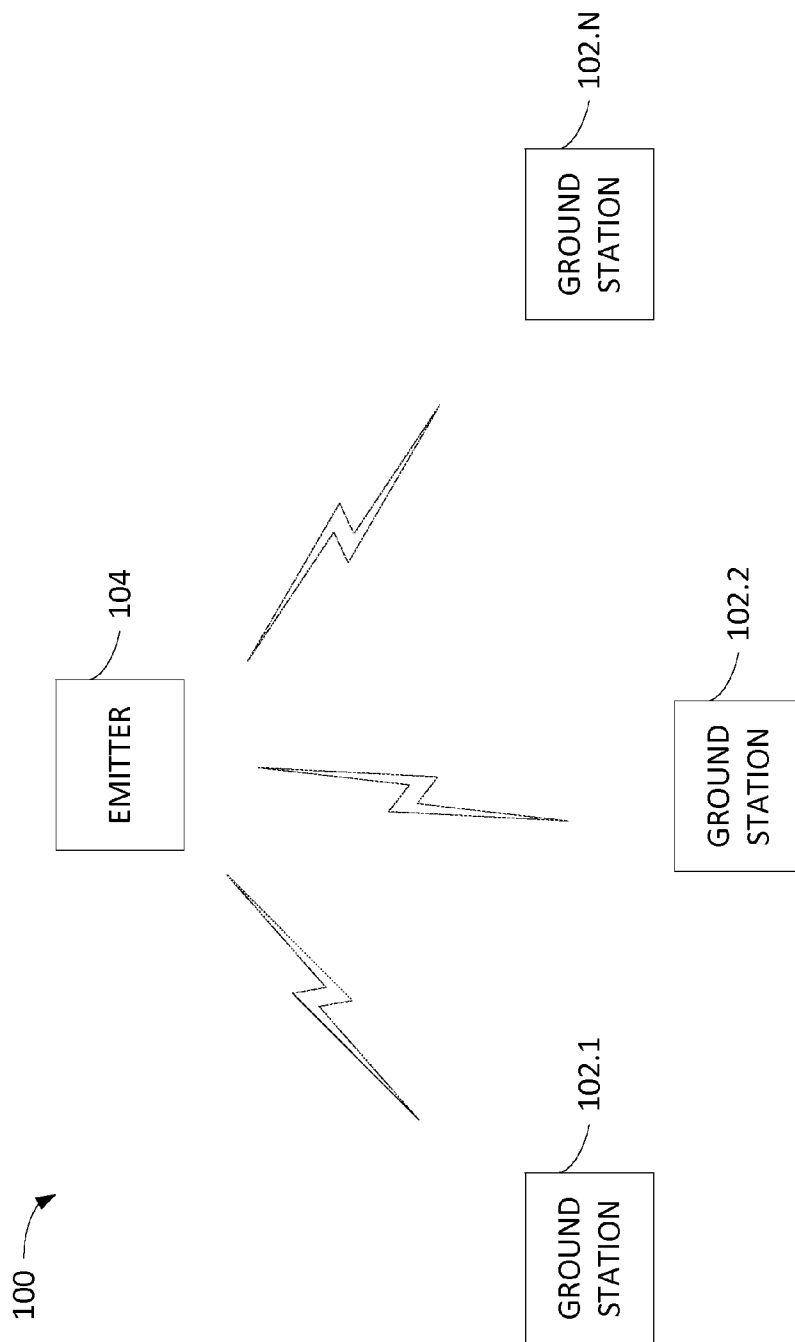 100
EMITTER
104
GROUND
STATION
102.1
GROUND
STATION
102.2
GROUND
STATION
102.N